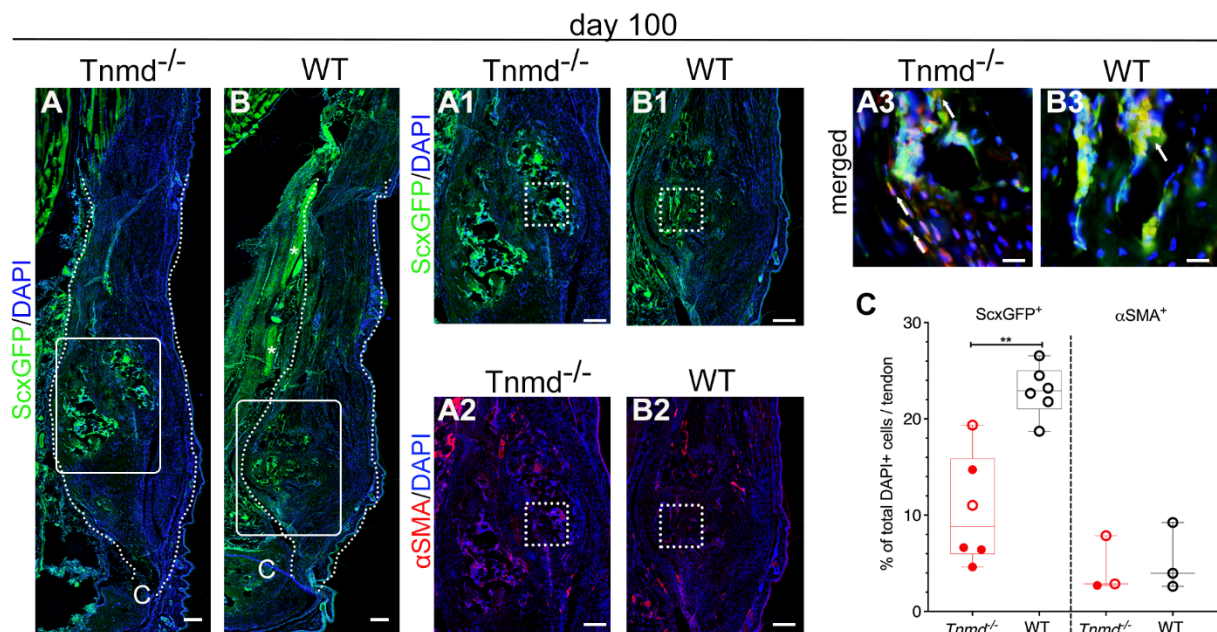 day 100
Tnmd-/- WT Tnmd-/- WT Tnmd-/- WT
A B A1 B1 A3 B3
ScxGFP/DAPI
ScxGFP/DAPI
merged
* *
C C
Tnmd-/- WT
A2 B2
αSMA/DAPI
C
ScxGFP+ αSMA+
**
% of total DAPI+ cells / tendon
30
20
10
0
Tnmd-/- WT Tnmd-/- WT